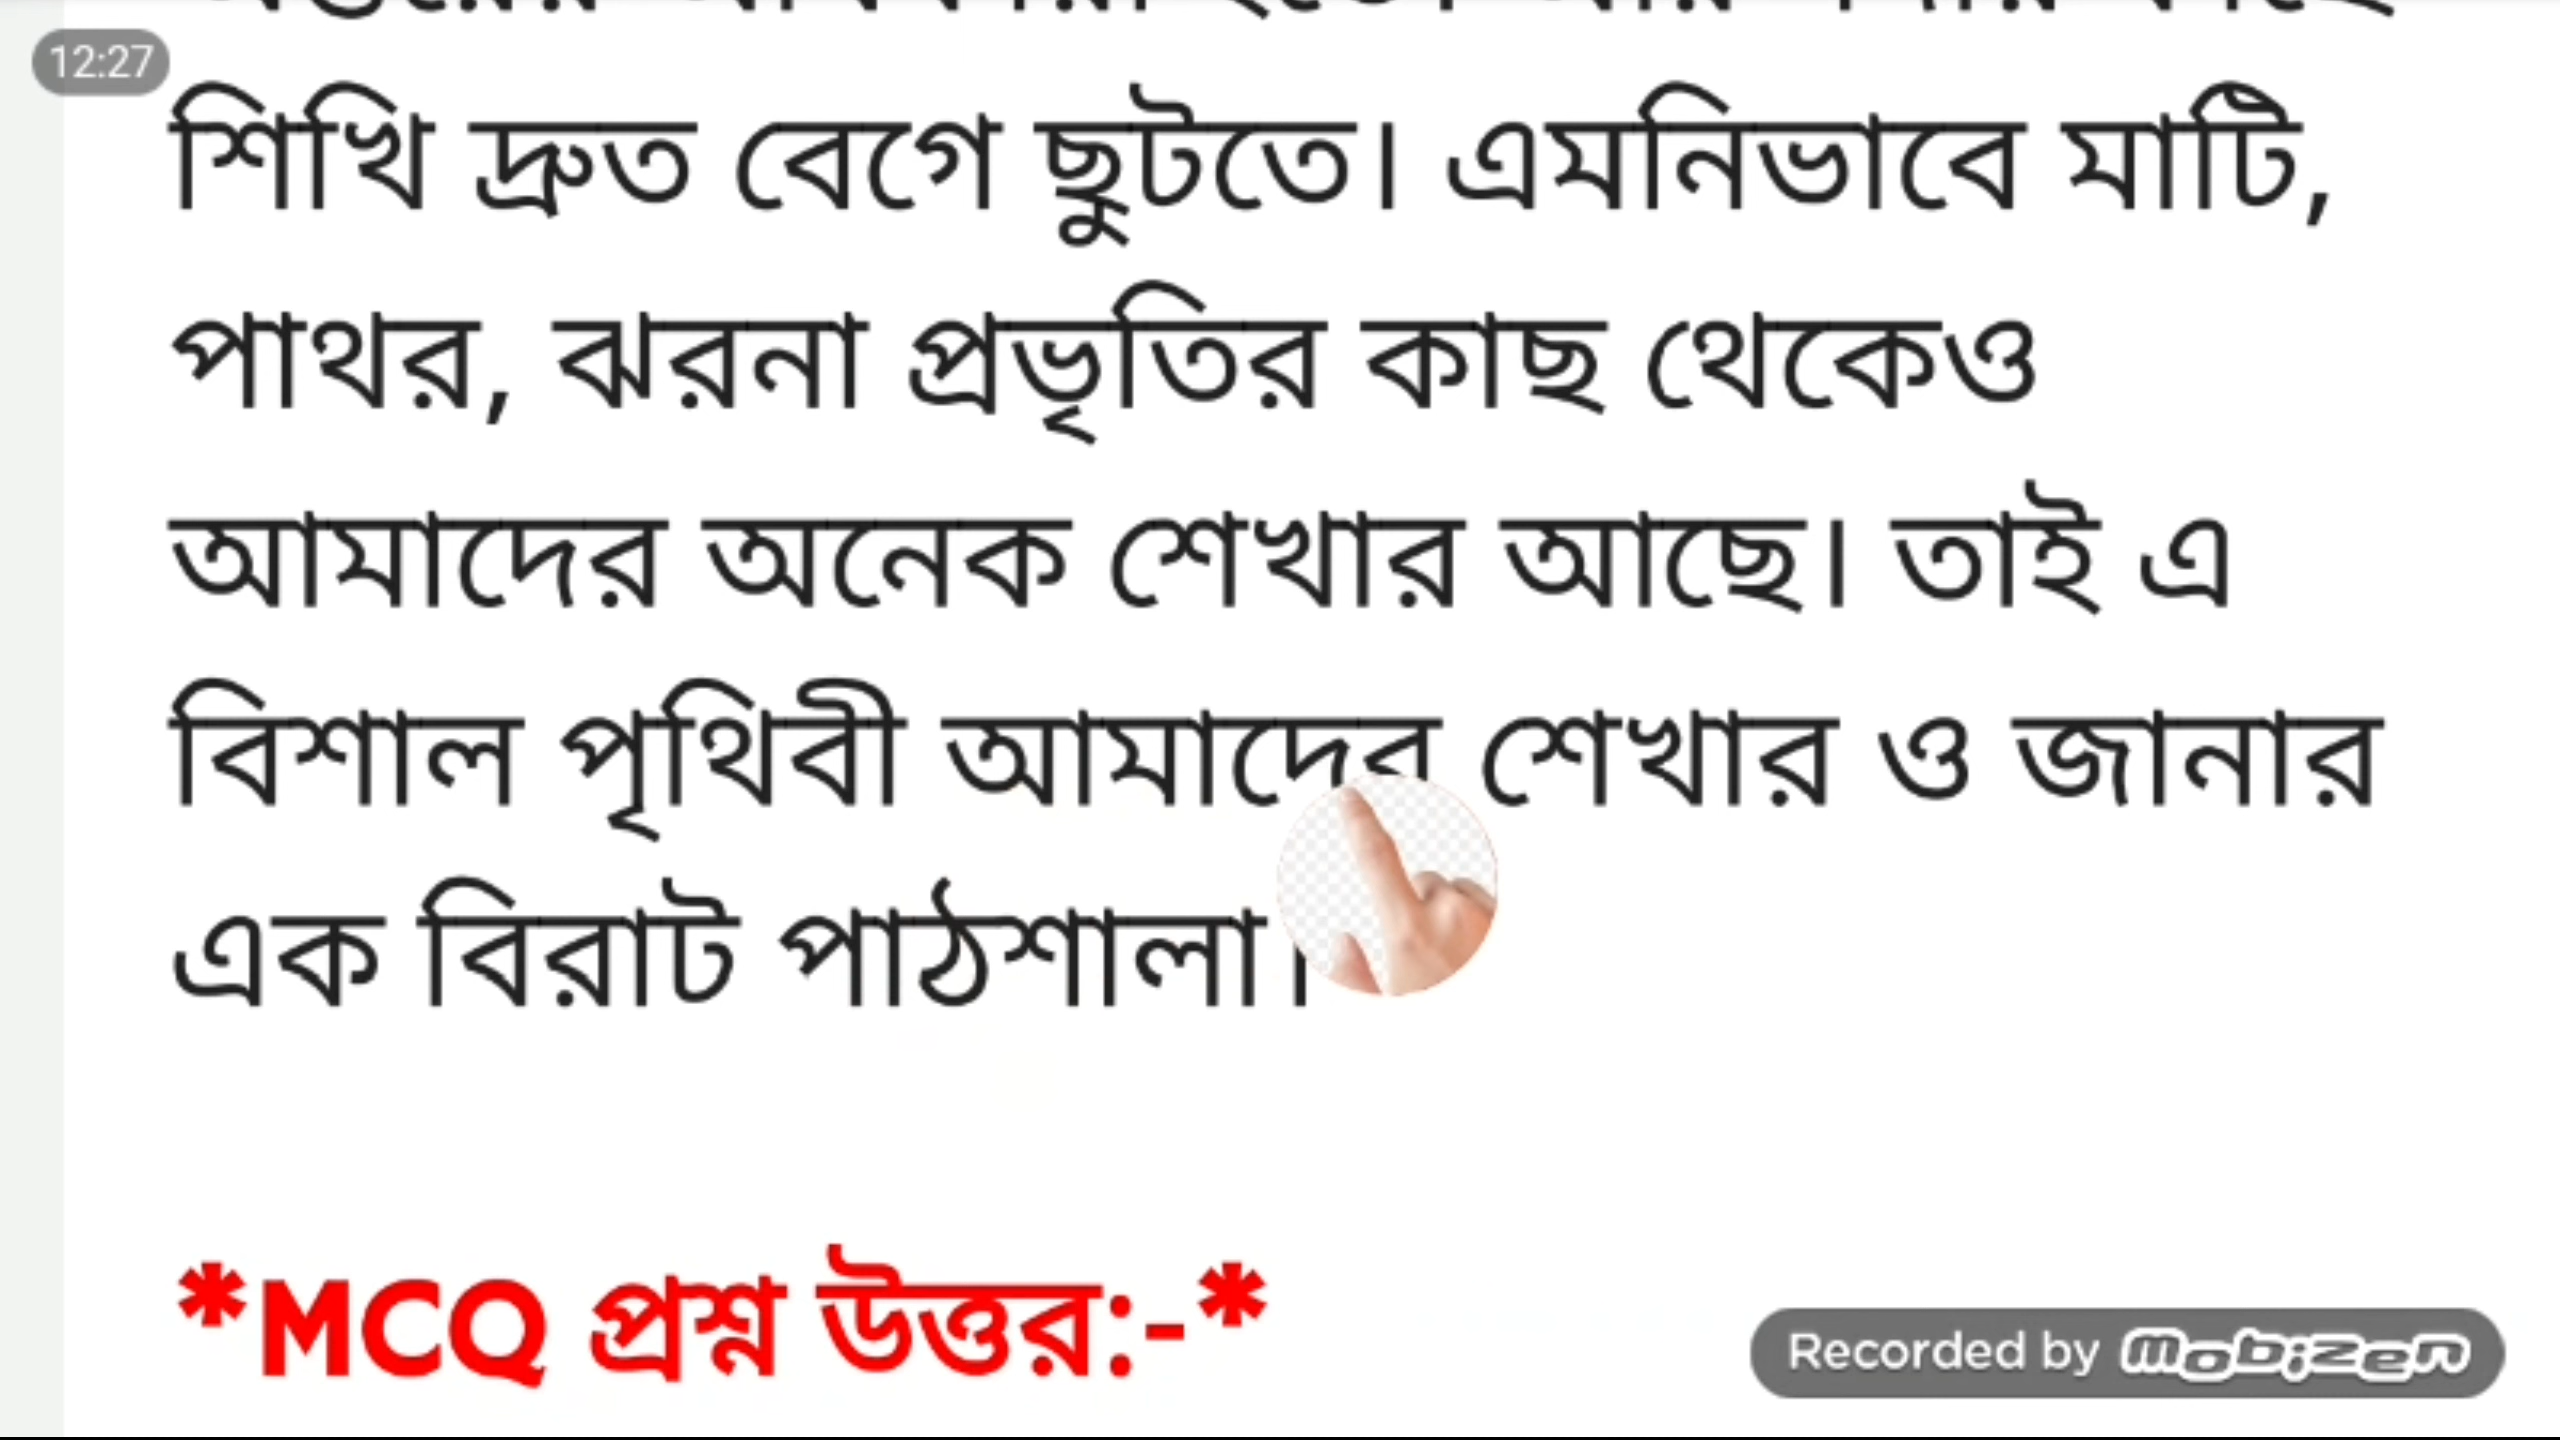 12:27
শিখি দ্রুত বেগে ছুটতে। এমনিভাবে মাটি,
পাথর, ঝরনা প্রভৃতির কাছ থেকেও
আমাদের অনেক শেখার আছে। তাই এ
বিশাল পৃথিবী আমাদের শেখার ও জানার
এক বিরাট পাঠশালা।
*MCQ প্রশ্ন উত্তর:-*
Recorded by mobizen